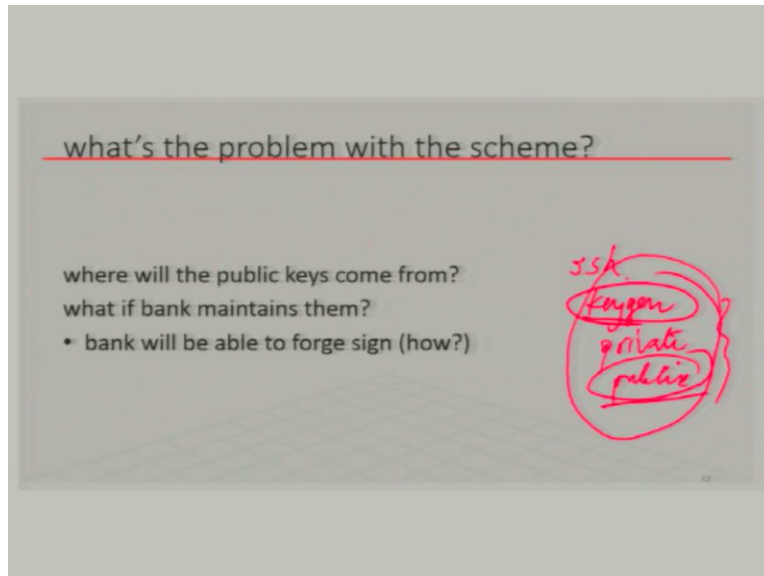 what's the problem with the scheme?
where will the public keys come from?
what if bank maintains them?
• bank will be able to forge sign (how?)
keygen
private
public